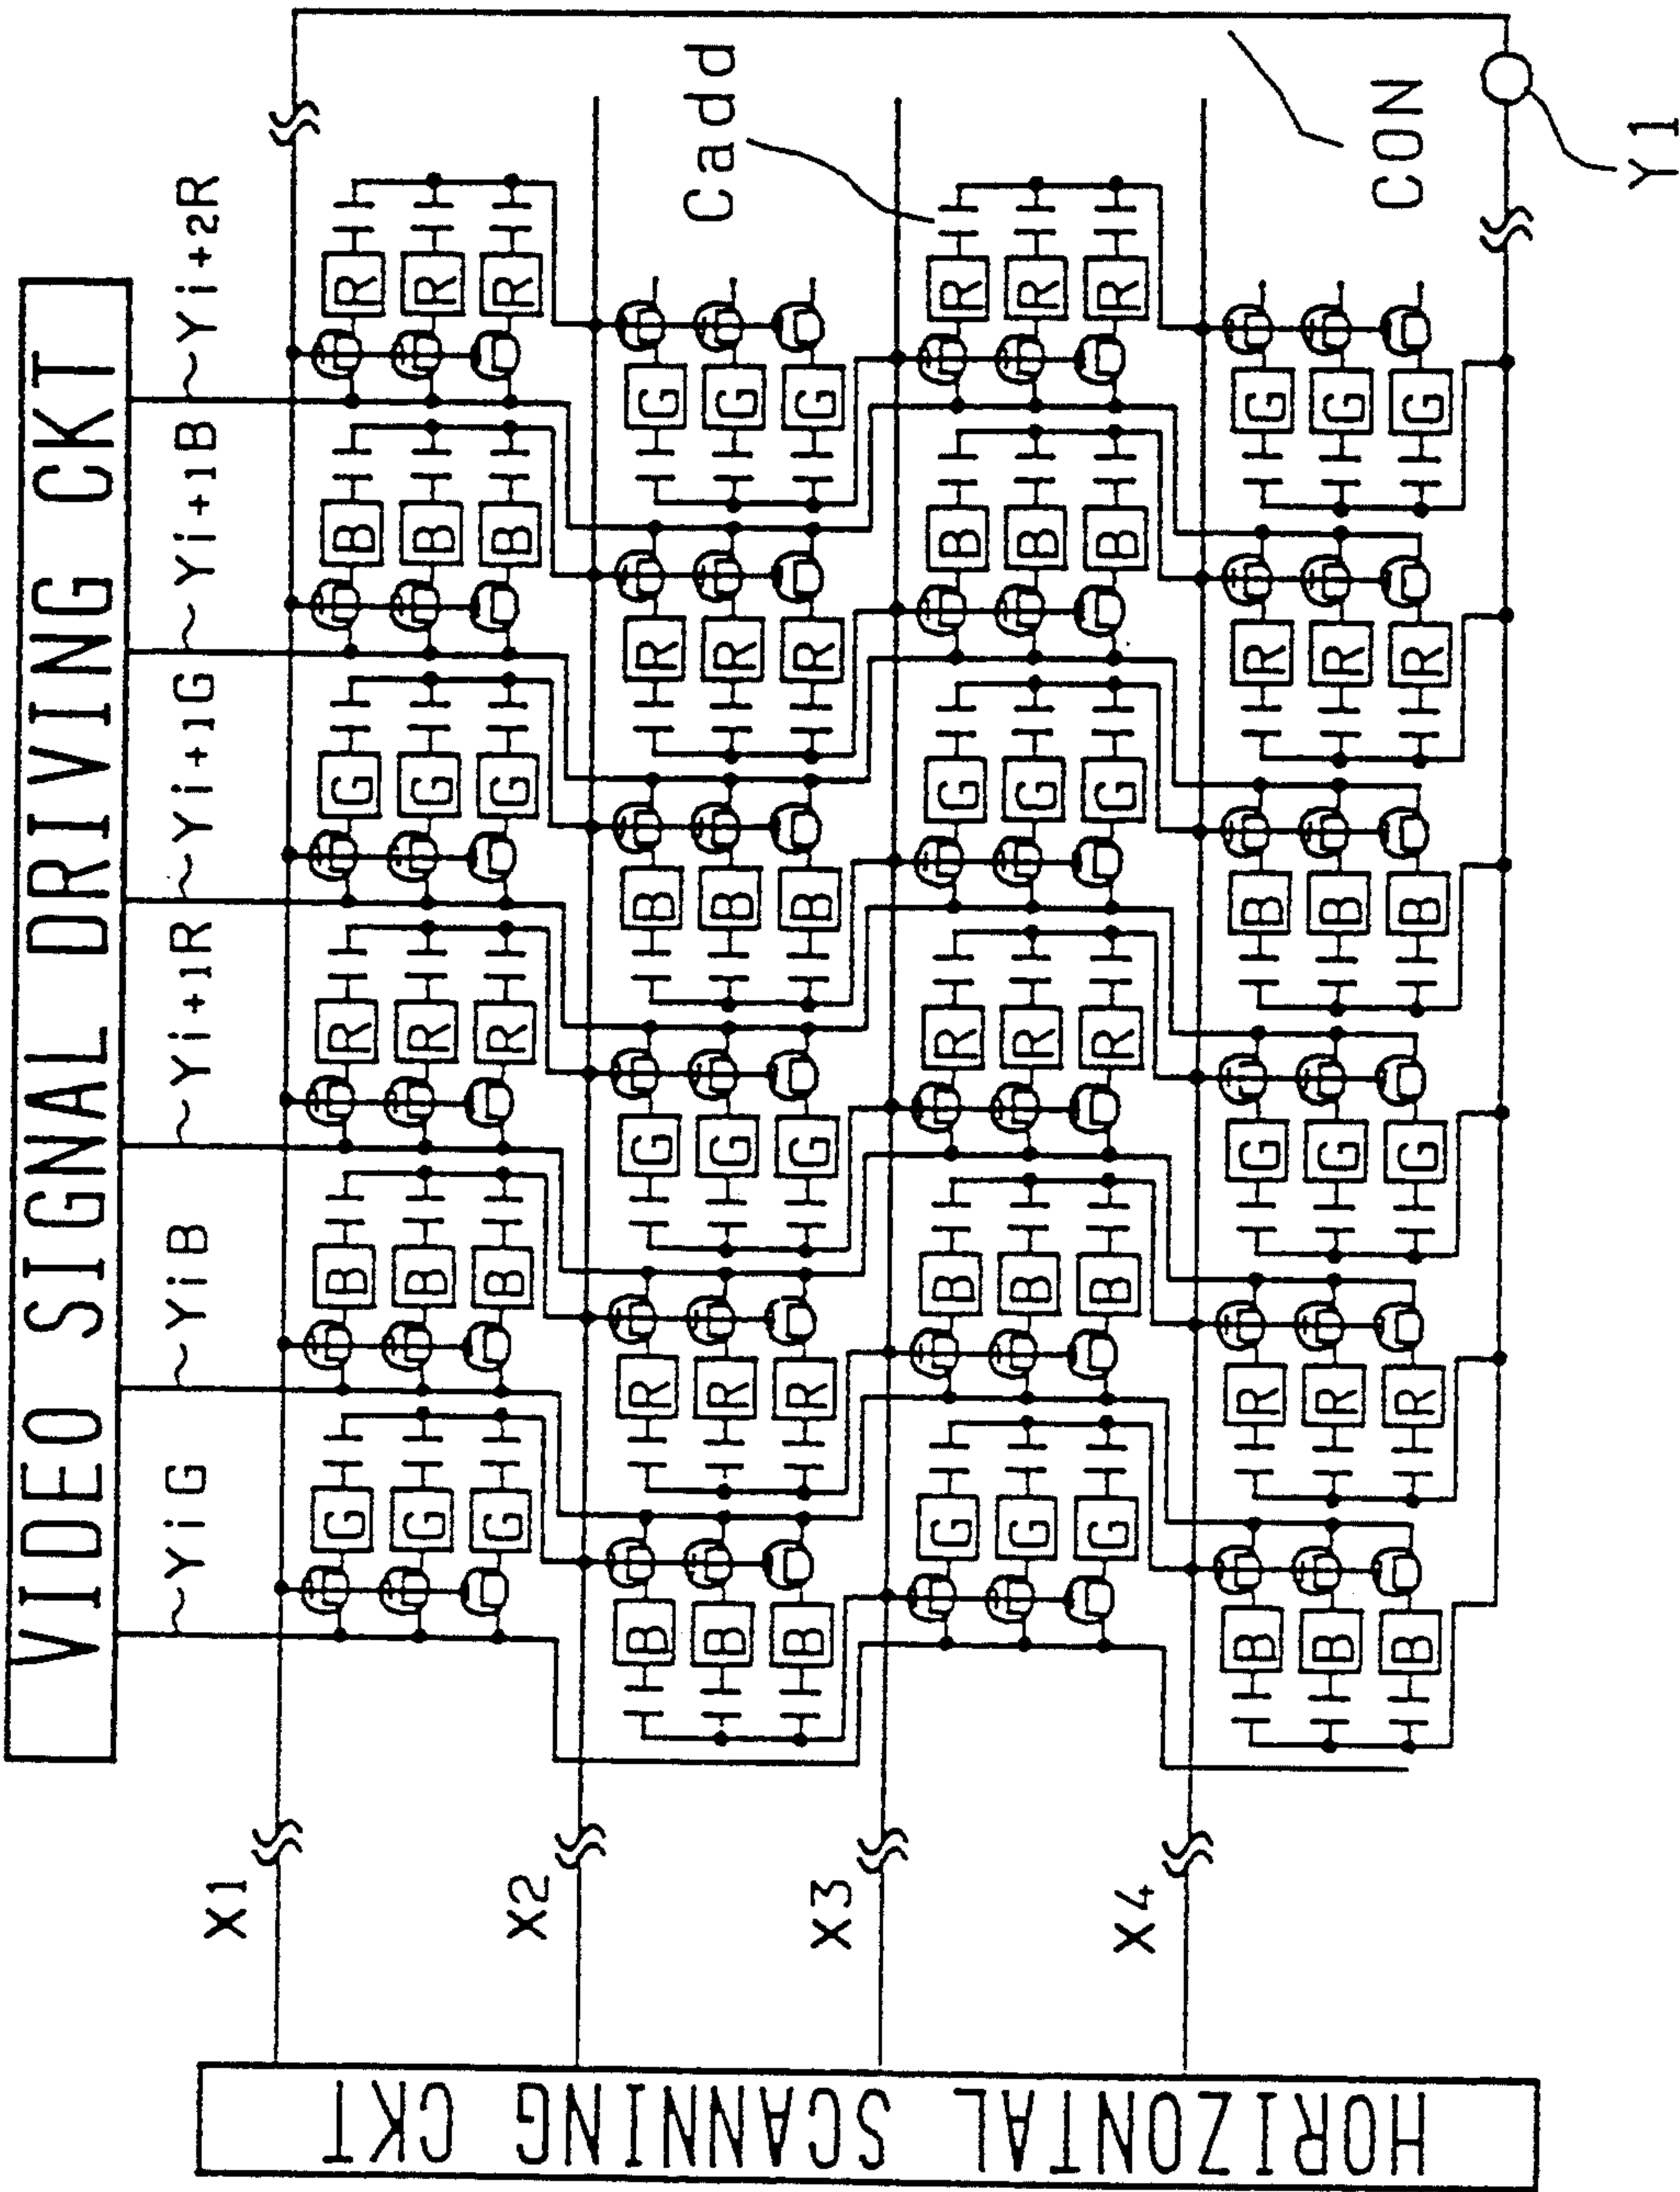 VIDEO SIGNAL DRIVING CKT
YiG YiB Yi+1R Yi+1G Yi+1B Yi+2R
HORIZONTAL SCANNING CKT
X1
G B R G B R
G B R G B R
G B R G B R
X2
Cadd
B R G B R G
B R G B R G
B R G B R G
X3
G B R G B R
G B R G B R
G B R G B R
X4
CON
B R G B R G
B R G B R G
B R G B R G
Y1